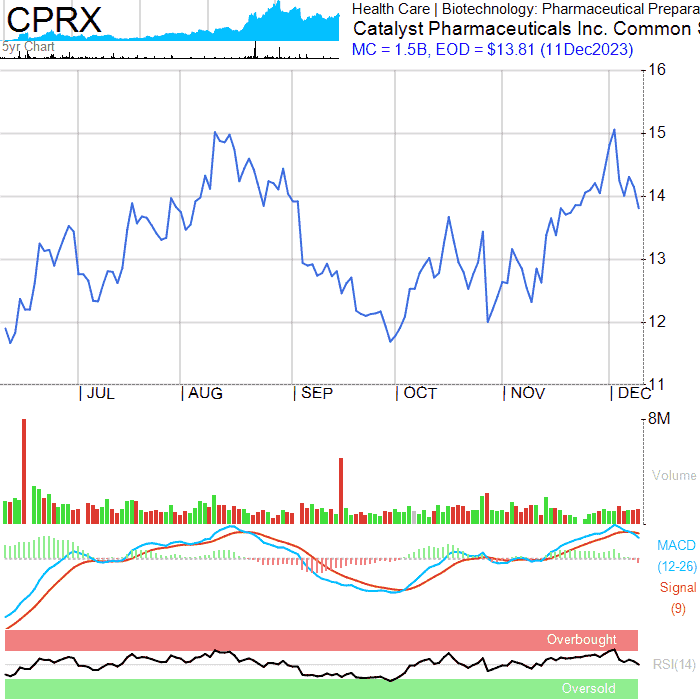 CPRX
5yr Chart
Health Care | Biotechnology: Pharmaceutical Prepara
Catalyst Pharmaceuticals Inc. Common
MC = 1.5B, EOD = $13.81 (11Dec2023)
16
15
14
13
12
11
JUL
AUG
SEP
OCT
NOV
DEC
8M
Volume
MACD
(12-26)
Signal
(9)
Overbought
RSI(14)
Oversold